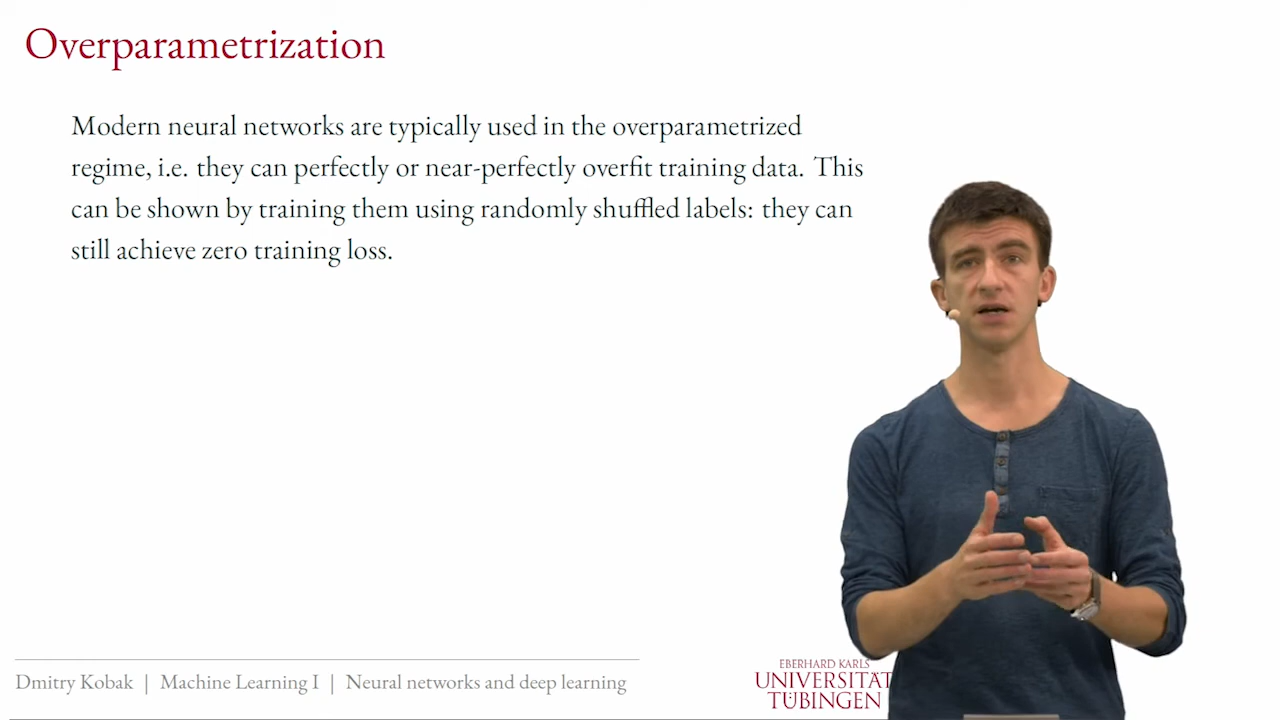 Overparametrization
Modern neural networks are typically used in the overparametrized
regime, i.e. they can perfectly or near-perfectly overfit training data. This
can be shown by training them using randomly shuffled labels: they can
still achieve zero training loss.
Dmitry Kobak | Machine Learning I | Neural networks and deep learning
EBERHARD KARLS
UNIVERSITÄT
TÜBINGEN